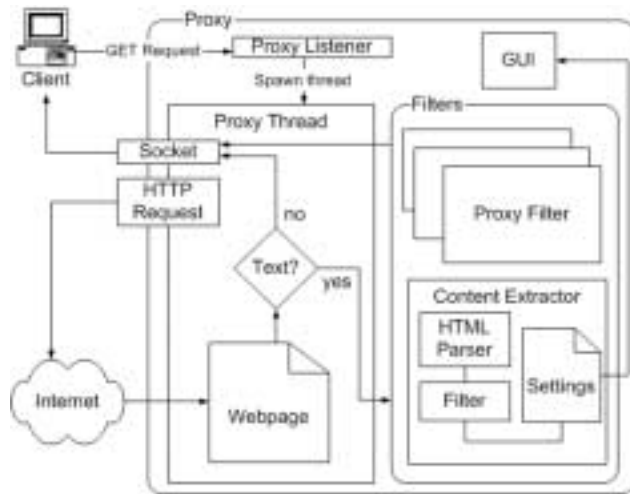 Proxy
GET Request
Proxy Listener
GUI
Client
Spawn thread
Proxy Thread
Filters
Socket
HTTP
Request
no
Proxy Filter
Text?
yes
Content Extractor
HTML
Parser
Settings
Internet
Webpage
Filter